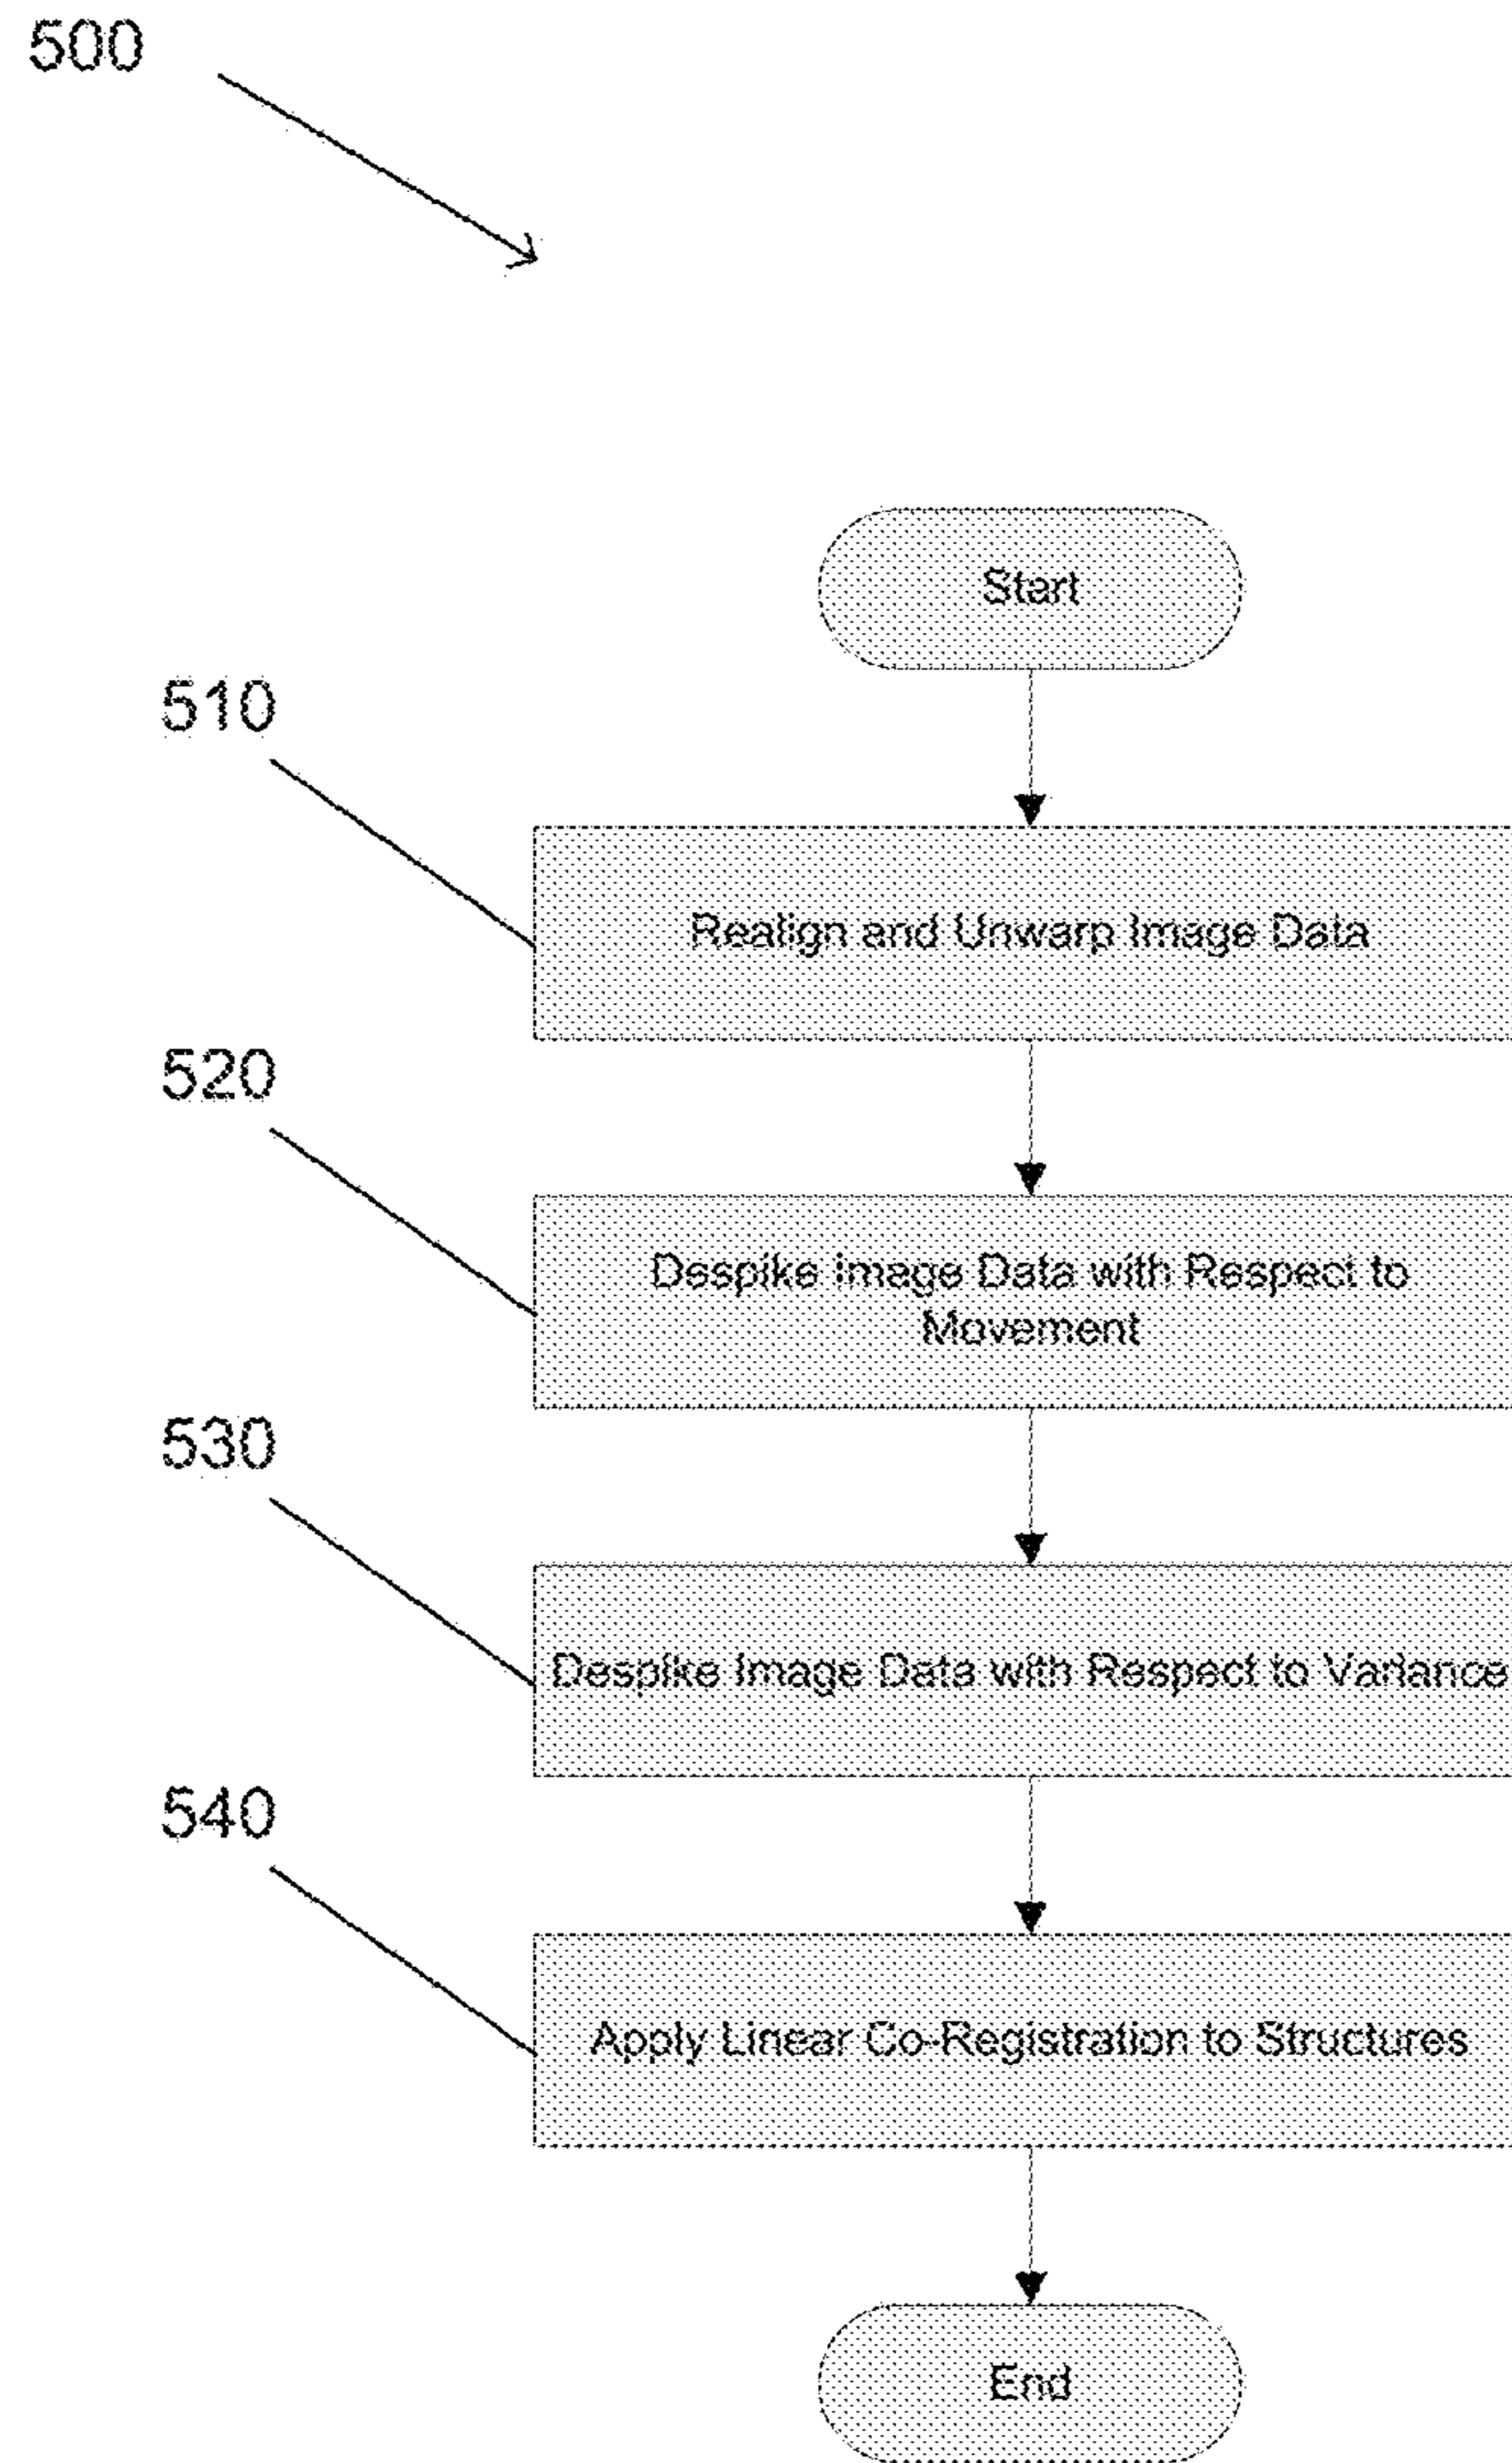 500
Start
510
Realign and Unwarp Image Data
520
Despike Image Data with Respect to
Movement
530
Despike Image Data with Respect to Variance
540
Apply Linear Co-Registration to Structures
End